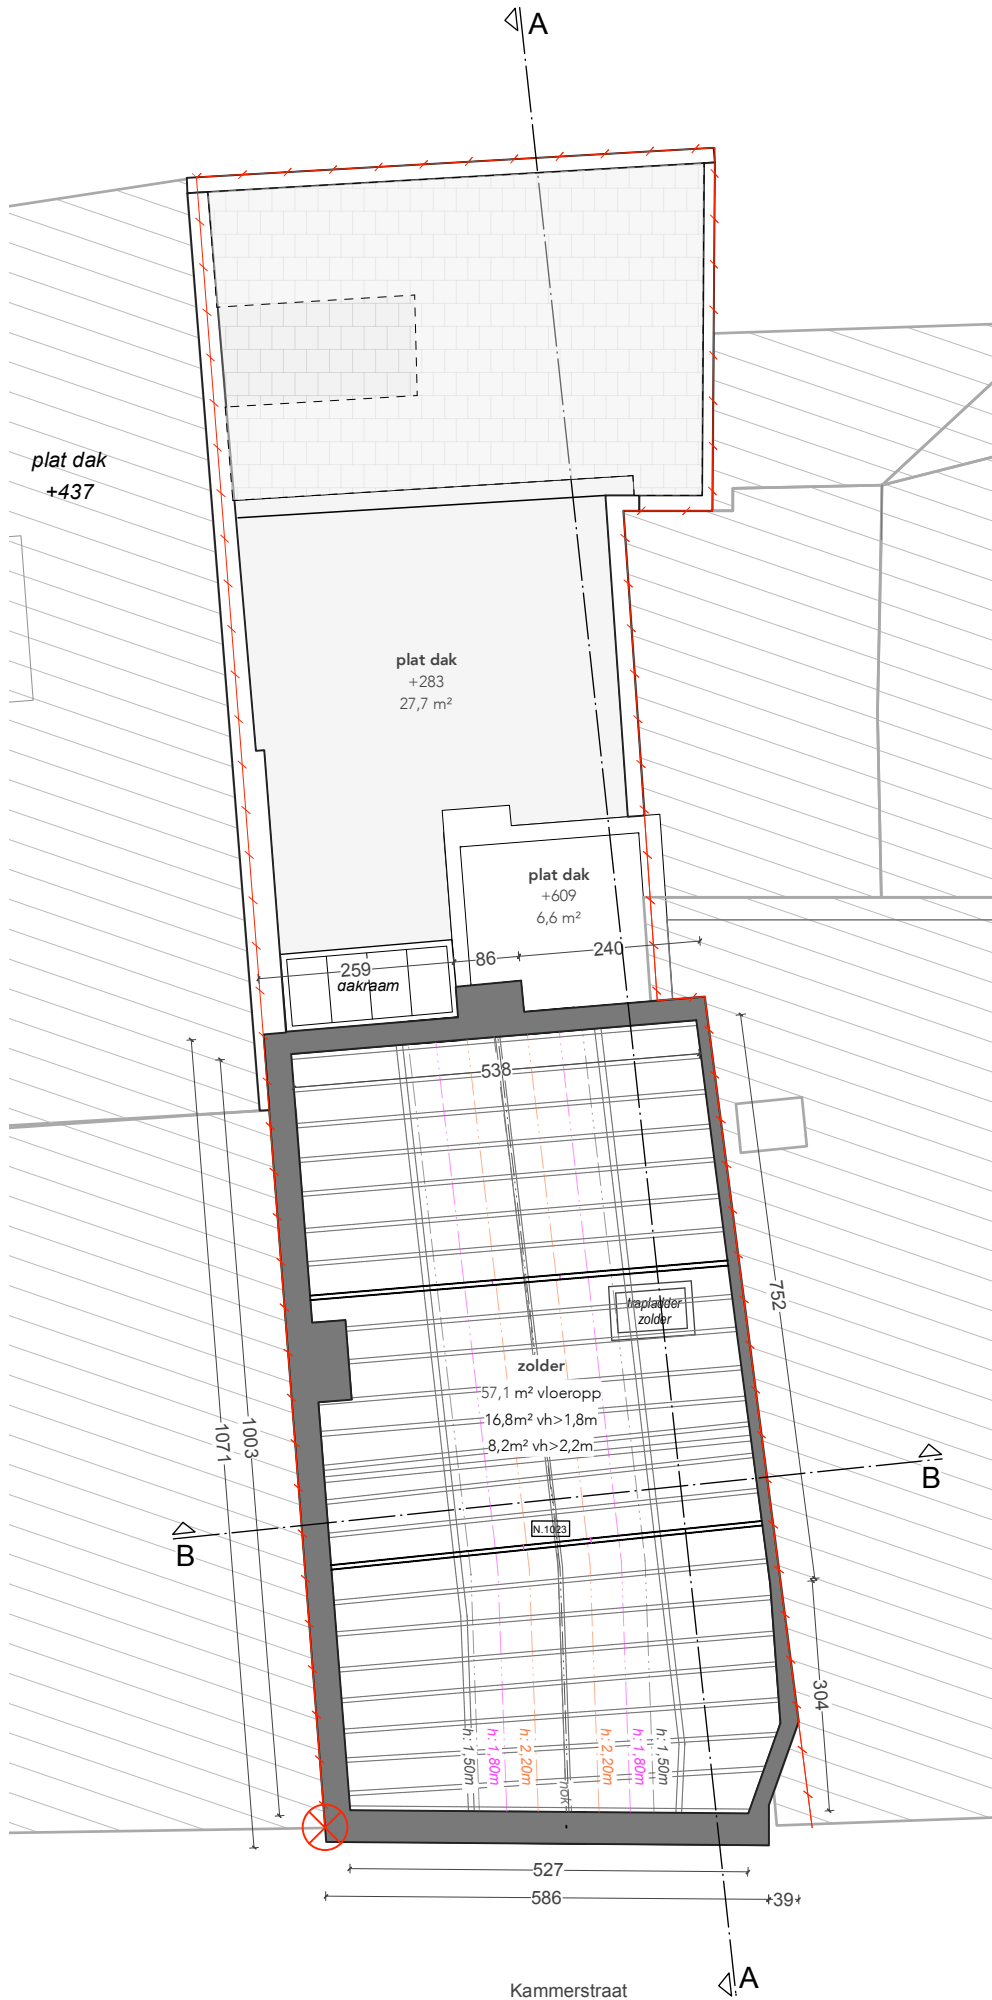 A
plat dak
+437
plat dak
+283
27,7 m²
plat dak
+609
6,6 m²
259
86
240
dakraam
538
752
trapladder
zolder
zolder
57,1 m² vloeropp
16,8m² vh>1,8m
8,2m² vh>2,2m
1003
1071
B
B
N.1023
304
h: 1,50m
h: 1,80m
h: 2,20m
nok
h: 2,20m
h: 1,80m
h: 1,50m
527
586
39
Kammerstraat
A